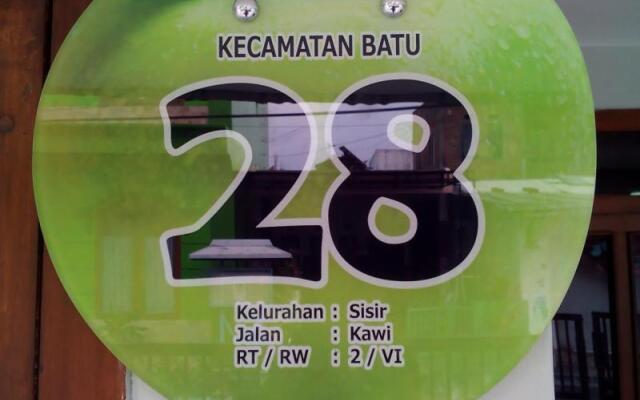 KECAMATAN BATU
28
Kelurahan : Sisir
Jalan : Kawi
RT / RW : 2 / VI